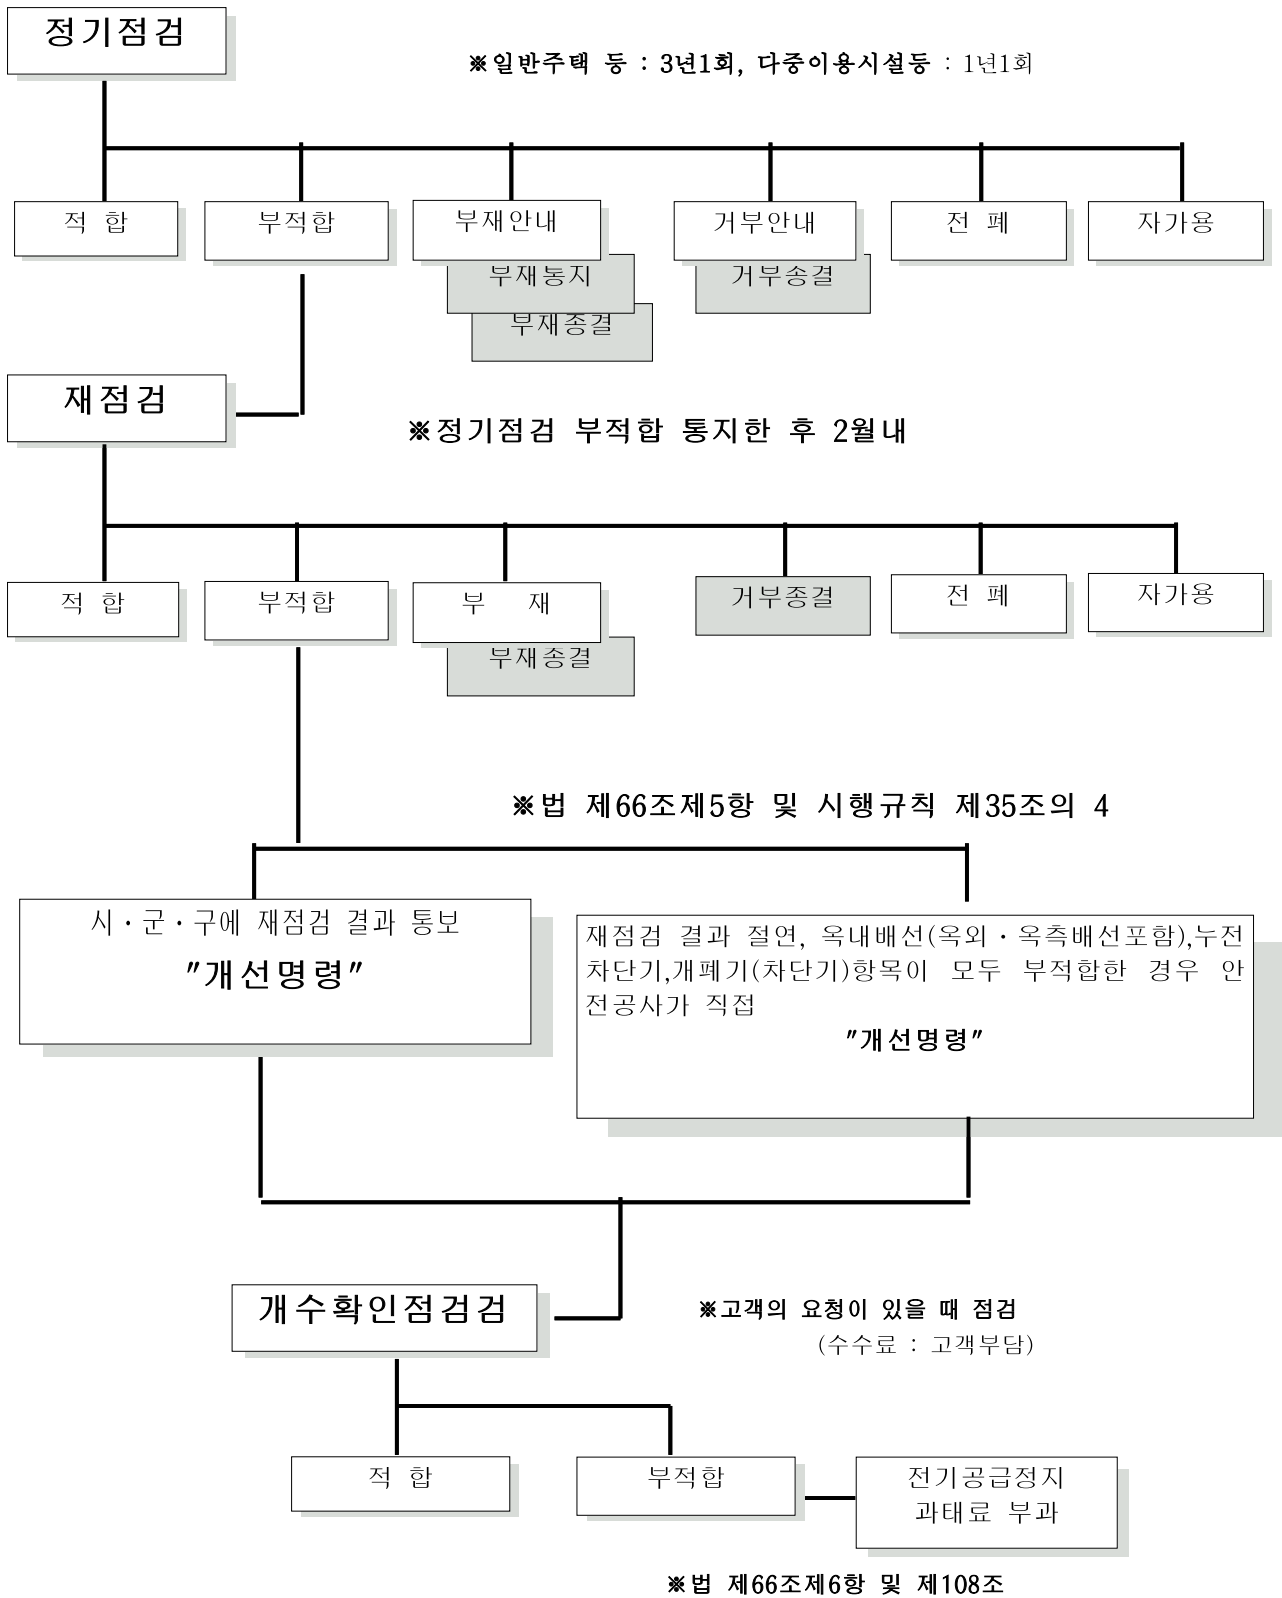 정기점검
※일반주택 등 : 3년1회, 다중이용시설등 : 1년1회
적 합
부적합
부재안내
거부안내
전 폐
자가용
부재통지
거부종결
부재종결
재점검
※정기점검 부적합 통지한 후 2월내
적 합
부적합
부 재
거부종결
전 폐
자가용
부재종결
※법 제66조제5항 및 시행규칙 제35조의 4
시·군·구에 재점검 결과 통보
"개선명령"
재점검 결과 절연, 옥내배선(옥외·옥측배선포함),누전
차단기,개폐기(차단기)항목이 모두 부적합한 경우 안
전공사가 직접
"개선명령"
개수확인점검검
※고객의 요청이 있을 때 점검
(수수료 : 고객부담)
적 합
부적합
전기공급정지
과태료 부과
※법 제66조제6항 및 제108조